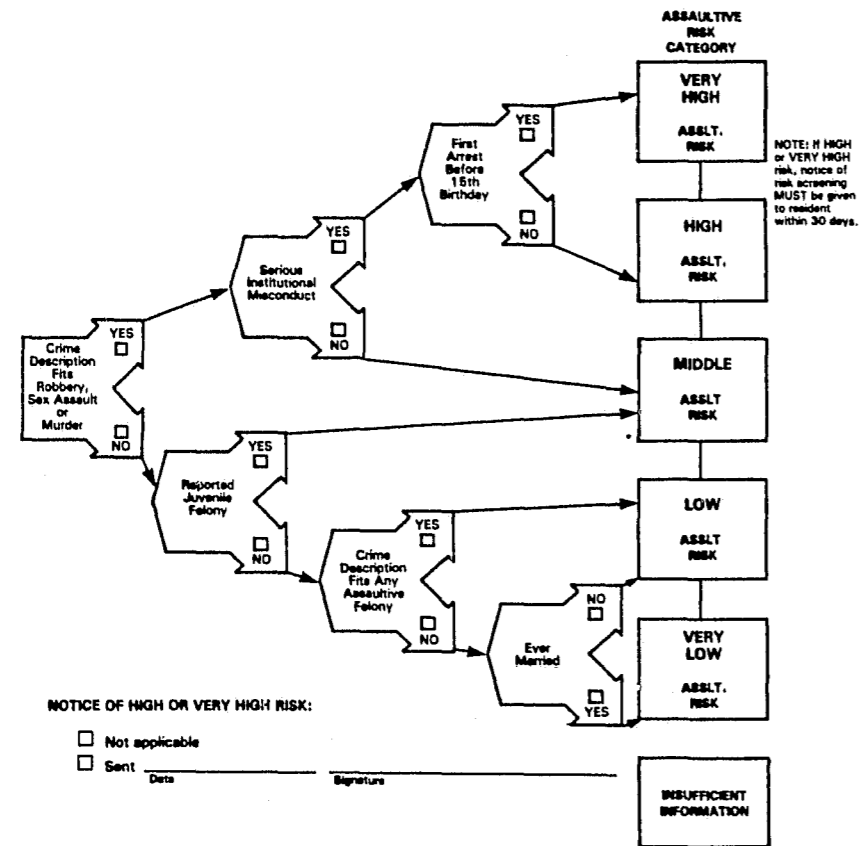 ASSAULTIVE
RISK
CATEGORY
VERY
HIGH
ASSLT.
RISK
NOTE: If HIGH
or VERY HIGH
risk, notice of
risk screening
MUST be given
to resident
within 30 days.
YES
First
Arrest
Before
15th
Birthday
NO
HIGH
ASSLT.
RISK
YES
Serious
Institutional
Misconduct
NO
YES
Crime
Description
Fits
Robbery,
Sex Assault
or
Murder
NO
MIDDLE
ASSLT
RISK
YES
Reported
Juvenile
Felony
NO
LOW
ASSLT
RISK
YES
Crime
Description
Fits Any
Assaultive
Felony
NO
NO
Ever
Married
YES
VERY
LOW
ASSLT.
RISK
NOTICE OF HIGH OR VERY HIGH RISK:
Not applicable
Sent
Date
Signature
INSUFFICIENT
INFORMATION